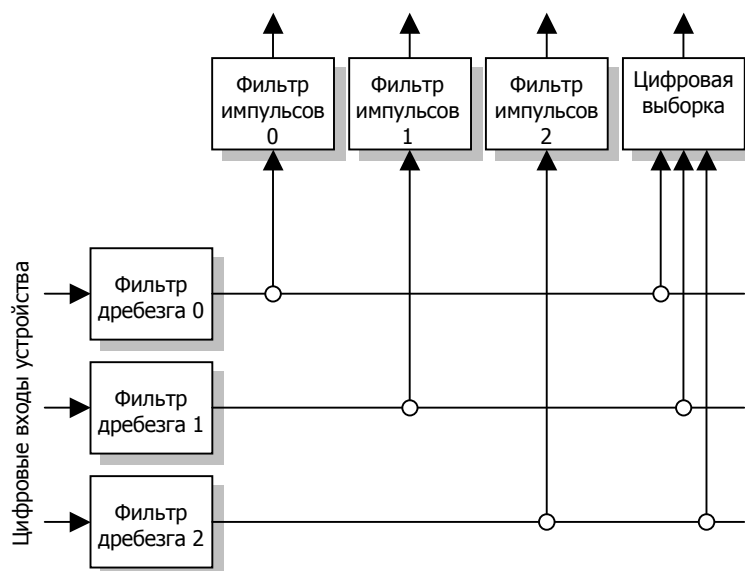 Фильтр
импульсов
0
Фильтр
импульсов
1
Фильтр
импульсов
2
Цифровая
выборка
Цифровые входы устройства
Фильтр
дребезга 0
Фильтр
дребезга 1
Фильтр
дребезга 2